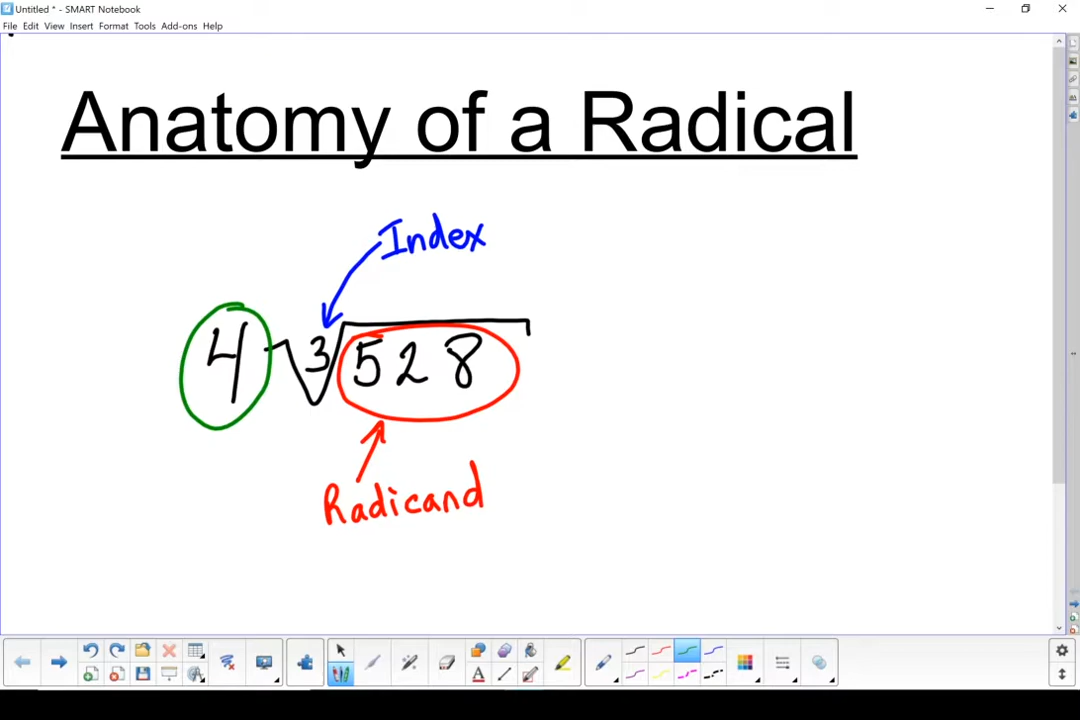 Untitled * - SMART Notebook
File Edit View Insert Format Tools Add-ons Help
Anatomy of a Radical
Index
4 ∛528
Radicand